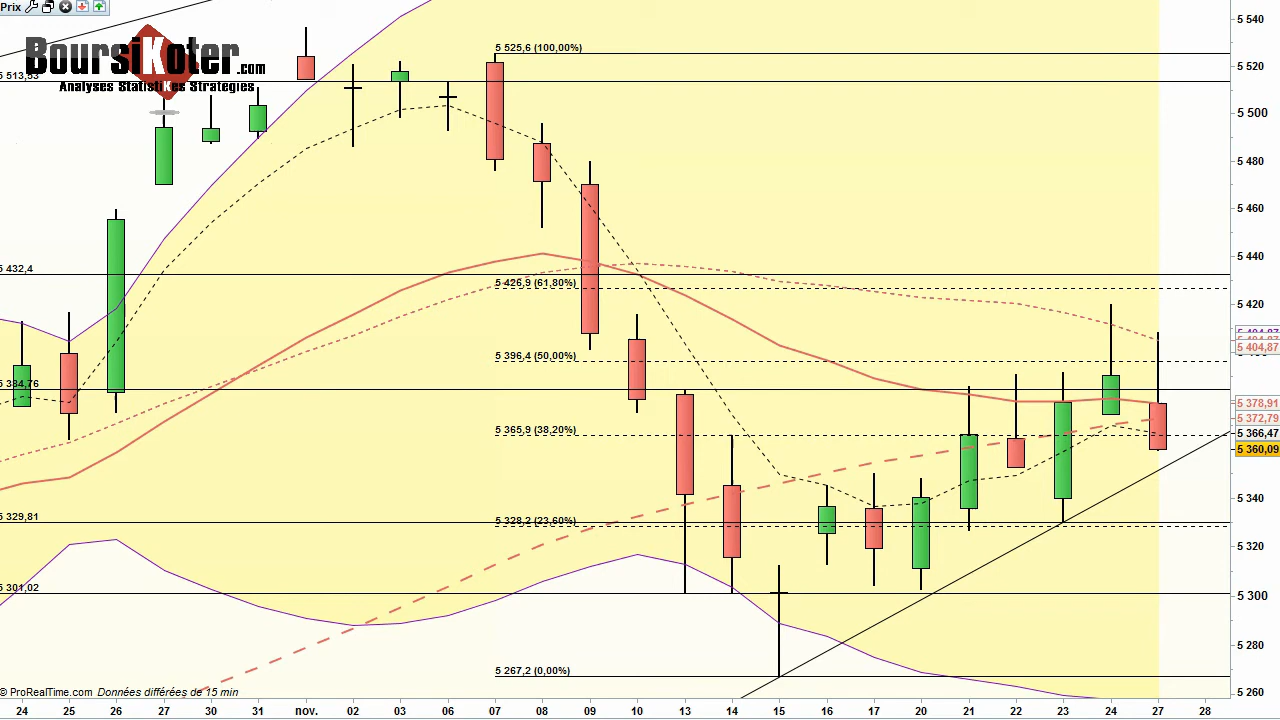 Prix
BoursiKoter.com
Analyses StatistiKes Strategies
5 525,6 (100,00%)
5 513,53
5 432,4
5 426,9 (61,80%)
5 396,4 (50,00%)
5 384,76
5 365,9 (38,20%)
5 329,81
5 328,2 (23,60%)
5 301,02
5 267,2 (0,00%)
5 540
5 520
5 500
5 480
5 460
5 440
5 420
5 404,87
5 378,91
5 372,79
5 366,47
5 360,09
5 340
5 320
5 300
5 280
5 260
© ProRealTime.com Données différées de 15 min
24 25 26 27 30 31 nov. 02 03 06 07 08 09 10 13 14 15 16 17 20 21 22 23 24 27 28